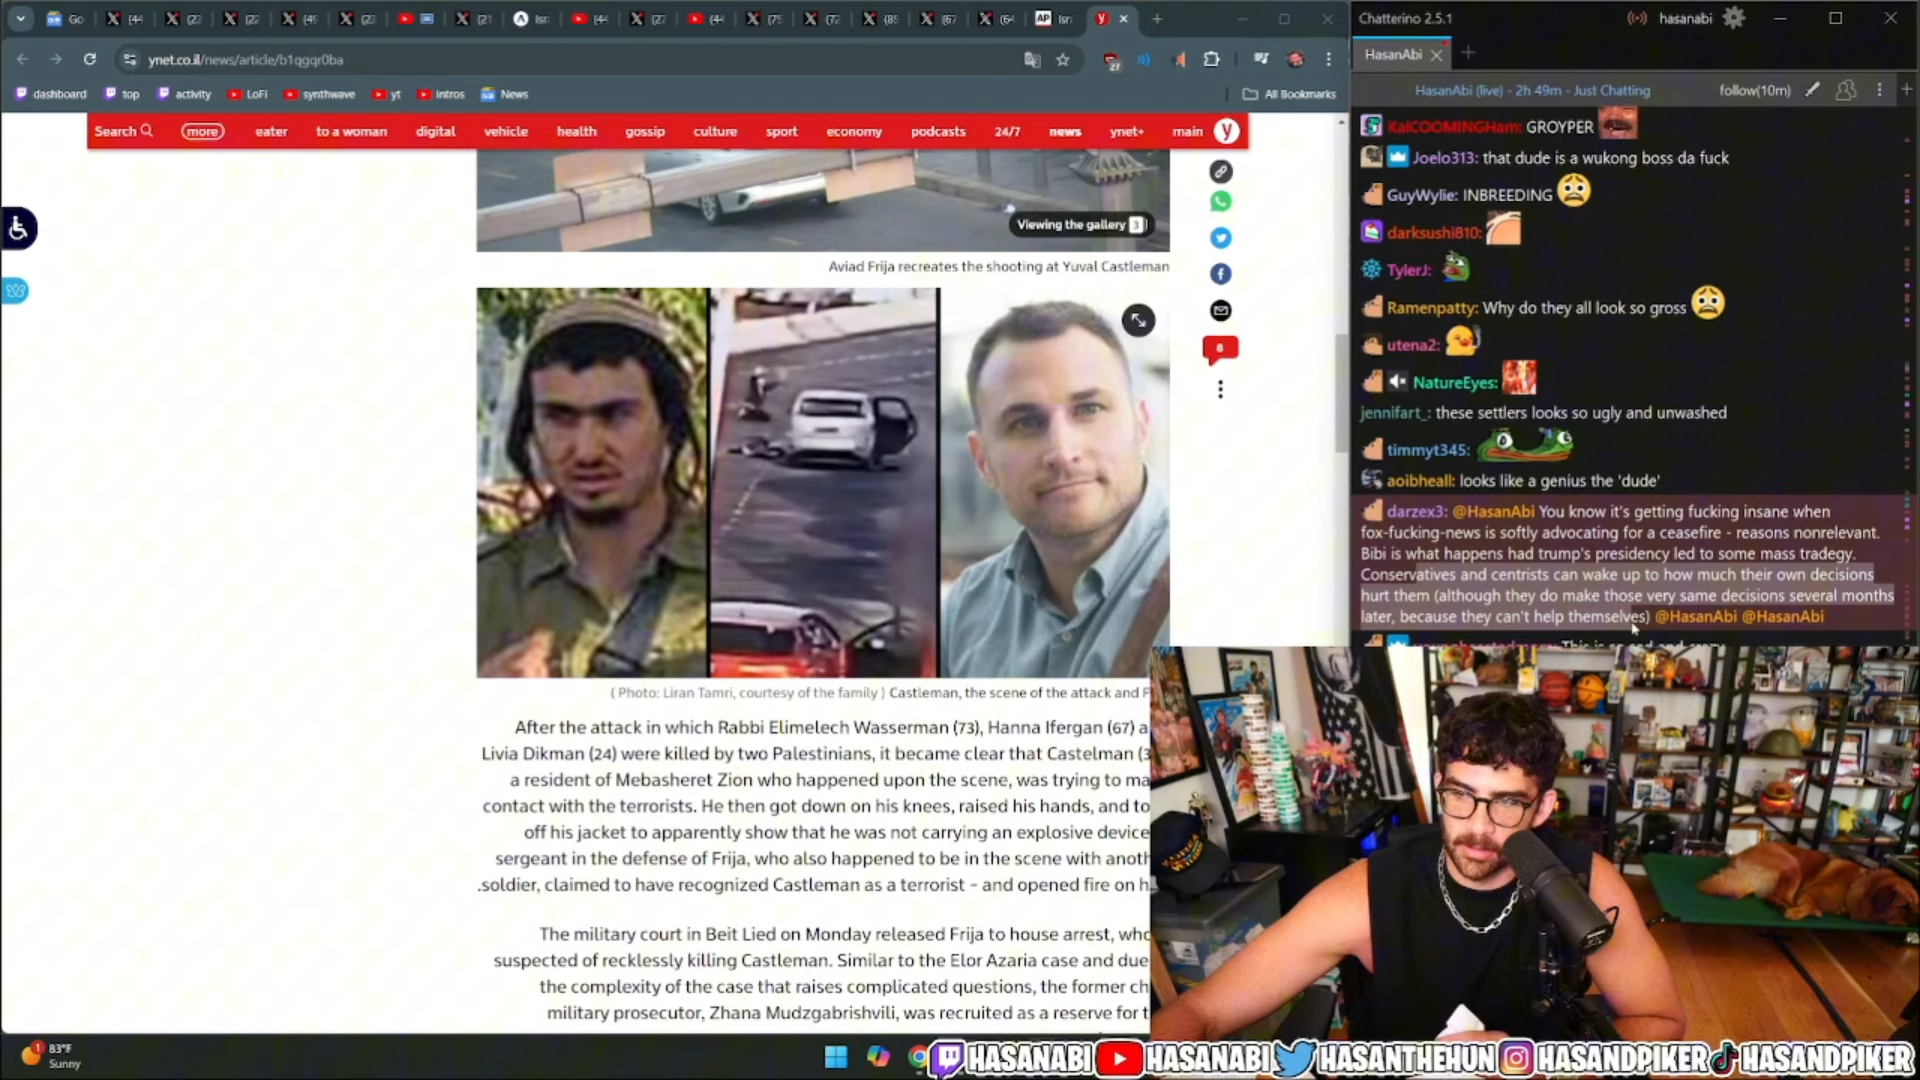 Go
Isr
AP Isr
ynet.co.il/news/article/b1qgqr0ba
27
dashboard
top
activity
LoFi
synthwave
yt
intros
News
All Bookmarks
Search
more
eater
to a woman
digital
vehicle
health
gossip
culture
sport
economy
podcasts
24/7
news
ynet+
main
y
Viewing the gallery 3
Aviad Frija recreates the shooting at Yuval Castleman
8
( Photo: Liran Tamri, courtesy of the family ) Castleman, the scene of the attack and F
After the attack in which Rabbi Elimelech Wasserman (73), Hanna Ifergan (67) a
Livia Dikman (24) were killed by two Palestinians, it became clear that Castelman (3
a resident of Mebasheret Zion who happened upon the scene, was trying to ma
contact with the terrorists. He then got down on his knees, raised his hands, and to
off his jacket to apparently show that he was not carrying an explosive device
sergeant in the defense of Frija, who also happened to be in the scene with anoth
.soldier, claimed to have recognized Castleman as a terrorist - and opened fire on h
The military court in Beit Lied on Monday released Frija to house arrest, who
suspected of recklessly killing Castleman. Similar to the Elor Azaria case and due
the complexity of the case that raises complicated questions, the former ch
military prosecutor, Zhana Mudzgabrishvili, was recruited as a reserve for t
Chatterino 2.5.1
hasanabi
HasanAbi
HasanAbi (live) - 2h 49m - Just Chatting
follow(10m)
KalCOOMINGHam: GROYPER
Joelo313: that dude is a wukong boss da fuck
GuyWylie: INBREEDING
darksushi810:
TylerJ:
Ramenpatty: Why do they all look so gross
utena2:
NatureEyes:
jennifart_: these settlers looks so ugly and unwashed
timmyt345:
aoibheall: looks like a genius the 'dude'
darzex3: @HasanAbi You know it's getting fucking insane when
fox-fucking-news is softly advocating for a ceasefire - reasons nonrelevant.
Bibi is what happens had trump's presidency led to some mass tradegy.
Conservatives and centrists can wake up to how much their own decisions
hurt them (although they do make those very same decisions several months
later, because they can't help themselves) @HasanAbi @HasanAbi
1
83°F
Sunny
HASANABI
HASANABI
HASANTHEHUN
HASANDPIKER
HASANDPIKER